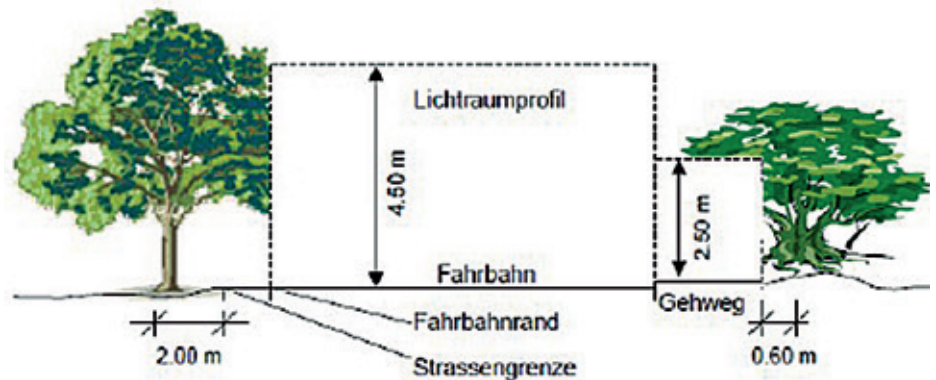 Lichtraumprofil
4.50 m
2.50 m
Fahrbahn
Gehweg
Fahrbahnrand
2.00 m
0.60 m
Strassengrenze